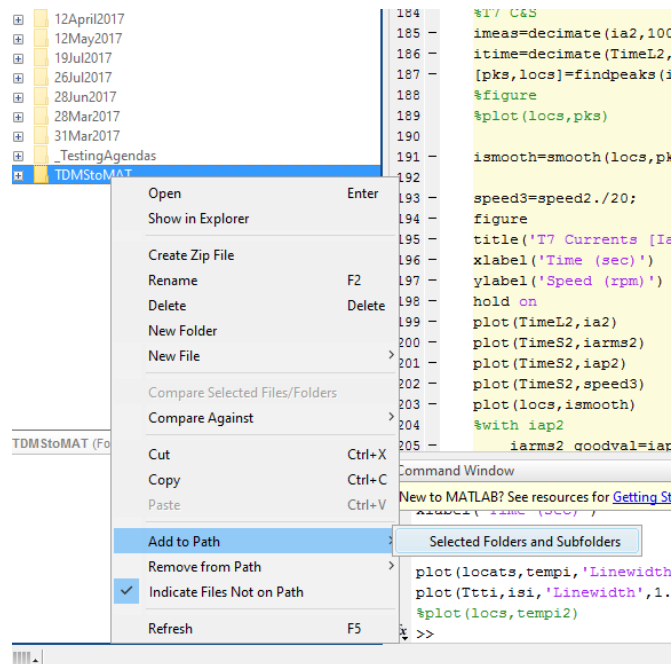 12April2017
12May2017
19Jul2017
26Jul2017
28Jun2017
28Mar2017
31Mar2017
_TestingAgendas
TDMStoMAT
Open Enter
Show in Explorer
Create Zip File
Rename F2
Delete Delete
New Folder
New File
Compare Selected Files/Folders
Compare Against
Cut Ctrl+X
Copy Ctrl+C
Paste Ctrl+V
Add to Path
Selected Folders and Subfolders
Remove from Path
Indicate Files Not on Path
Refresh F5
TDMStoMAT (Fo
184 %T7 C&S
185 – imeas=decimate(ia2,100
186 – itime=decimate(TimeL2,
187 – [pks,locs]=findpeaks(i
188 %figure
189 %plot(locs,pks)
190
191 – ismooth=smooth(locs,pk
192
193 – speed3=speed2./20;
194 – figure
195 – title('T7 Currents [Ia
196 – xlabel('Time (sec)')
197 – ylabel('Speed (rpm)')
198 – hold on
199 – plot(TimeL2,ia2)
200 – plot(TimeS2,iarms2)
201 – plot(TimeS2,iap2)
202 – plot(TimeS2,speed3)
203 – plot(locs,ismooth)
204 %with iap2
205 – iarms2_goodval=iap
Command Window
New to MATLAB? See resources for Getting St
xlabel('Time (sec)')
plot(locats,tempi,'Linewidth
plot(Ttti,isi,'Linewidth',1.
%plot(locs,tempi2)
>>